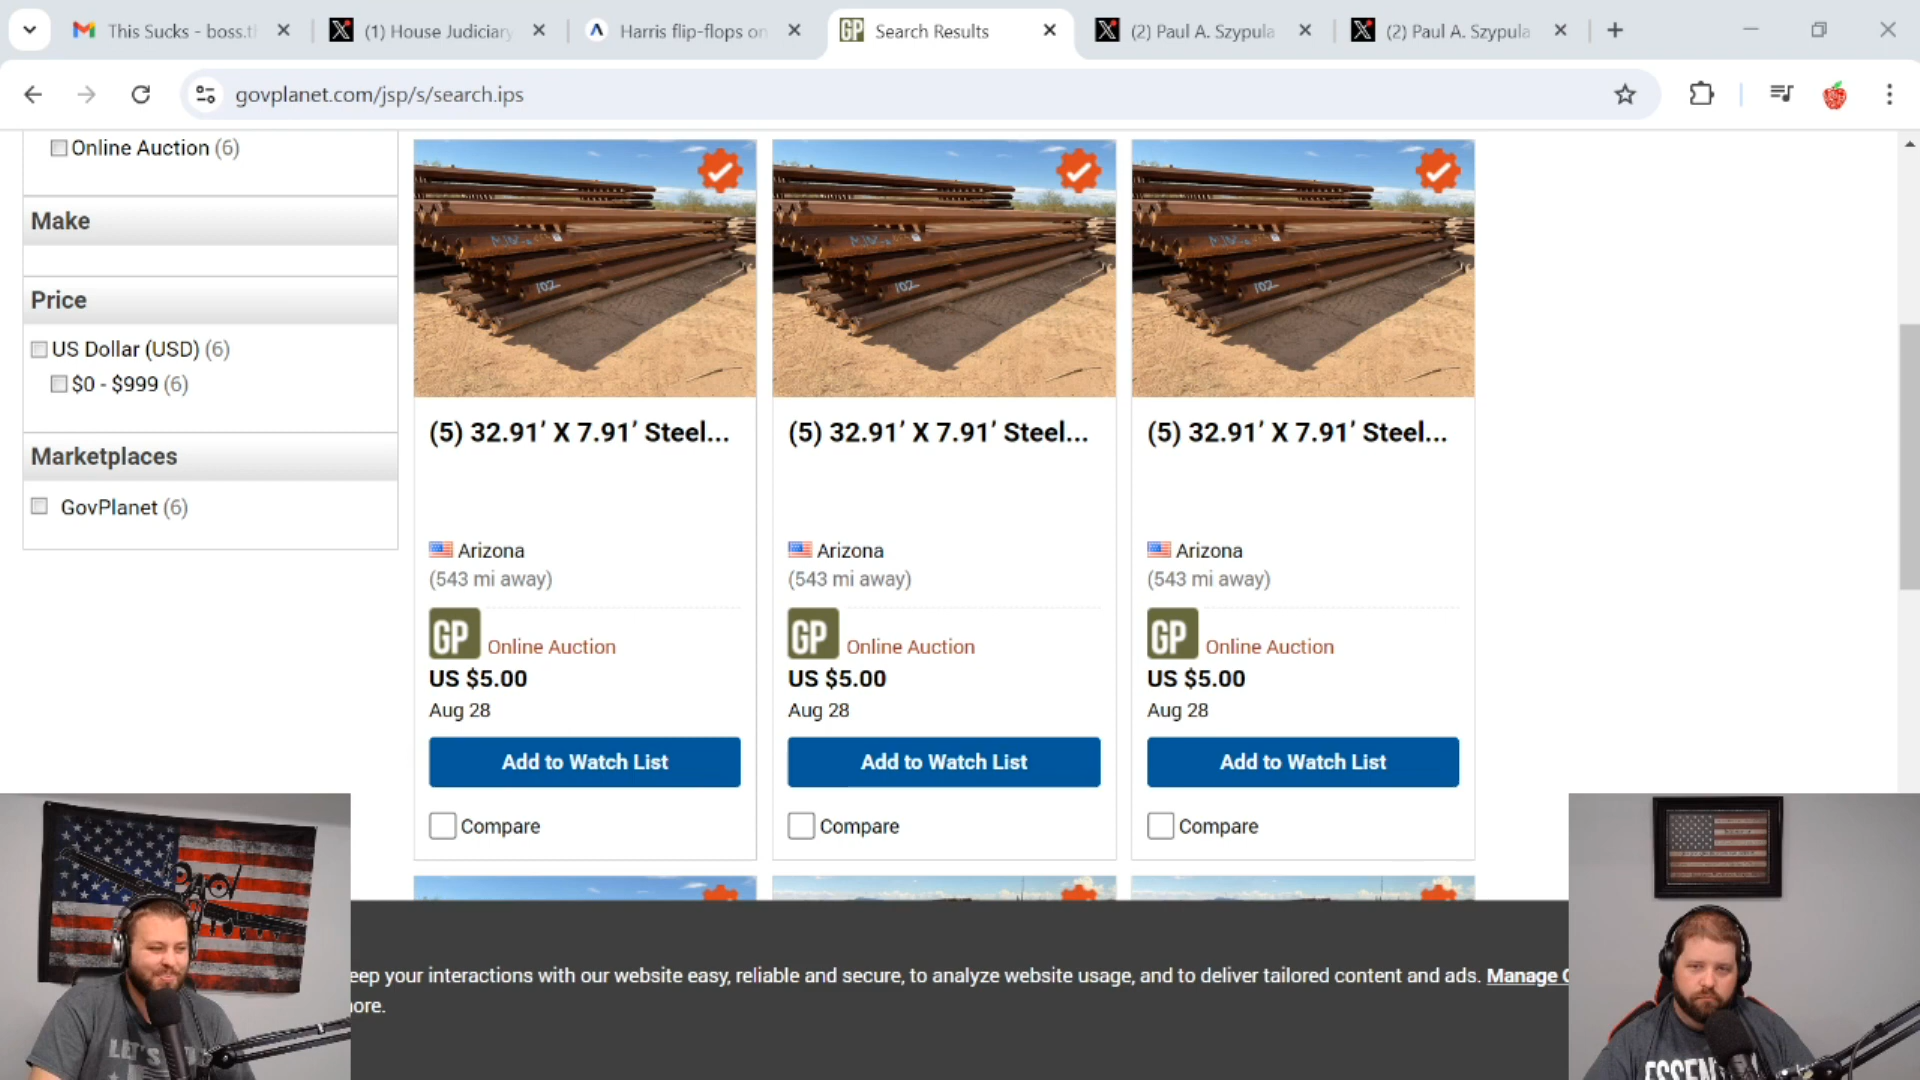 This Sucks - boss.t
(1) House Judiciary
Harris flip-flops on
GP
Search Results
(2) Paul A. Szypula
(2) Paul A. Szypula
govplanet.com/jsp/s/search.ips
Online Auction (6)
Make
Price
US Dollar (USD) (6)
$0 - $999 (6)
Marketplaces
GovPlanet (6)
102
102
102
(5) 32.91’ X 7.91’ Steel...
(5) 32.91’ X 7.91’ Steel...
(5) 32.91’ X 7.91’ Steel...
Arizona
(543 mi away)
Arizona
(543 mi away)
Arizona
(543 mi away)
GP Online Auction
US $5.00
Aug 28
GP Online Auction
US $5.00
Aug 28
GP Online Auction
US $5.00
Aug 28
Add to Watch List
Add to Watch List
Add to Watch List
Compare
Compare
Compare
eep your interactions with our website easy, reliable and secure, to analyze website usage, and to deliver tailored content and ads. Manage C
ore.
LET'S
ESSEN